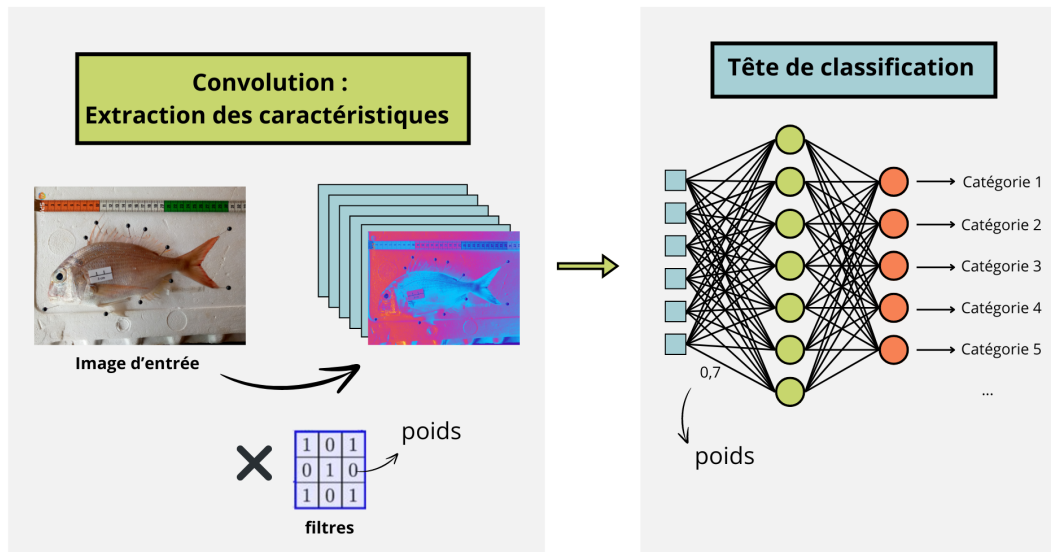 Convolution :
Extraction des caractéristiques
Image d'entrée
poids
1 0 1
0 1 0
1 0 1
filtres
Tête de classification
Catégorie 1
Catégorie 2
Catégorie 3
Catégorie 4
Catégorie 5
...
0,7
poids